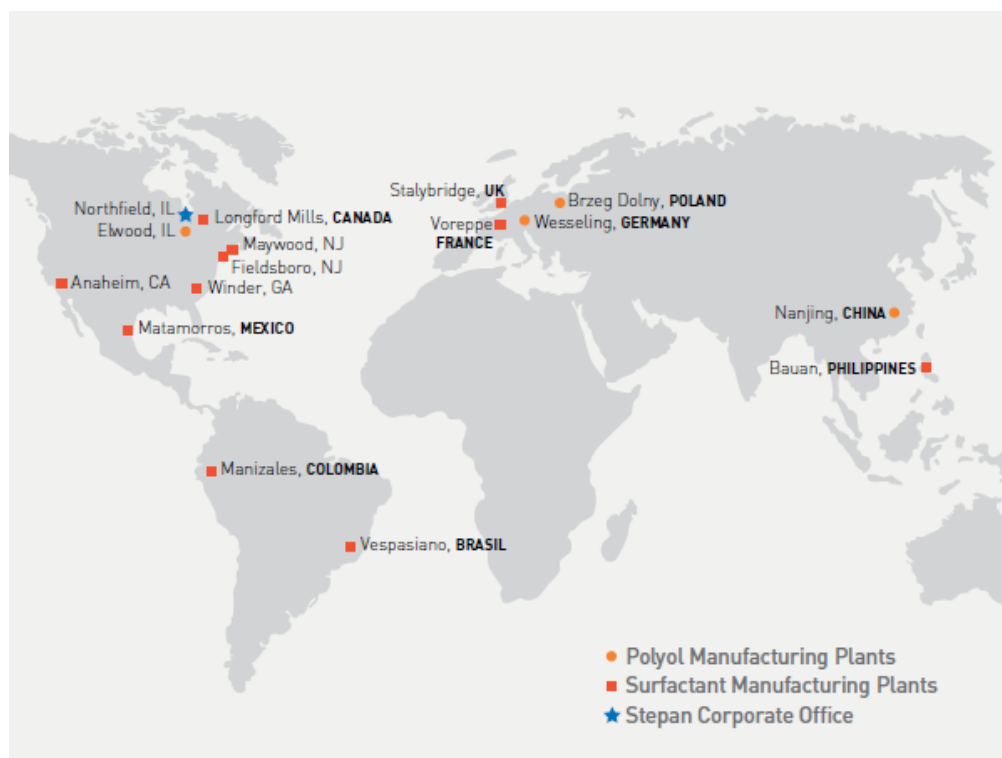 Northfield, IL
Elwood, IL
Longford Mills, CANADA
Maywood, NJ
Fieldsboro, NJ
Anaheim, CA
Winder, GA
Matamorros, MEXICO
Stalybridge, UK
Voreppe
FRANCE
Brzeg Dolny, POLAND
Wesseling, GERMANY
Nanjing, CHINA
Bauan, PHILIPPINES
Manizales, COLOMBIA
Vespasiano, BRASIL
Polyol Manufacturing Plants
Surfactant Manufacturing Plants
Stepan Corporate Office